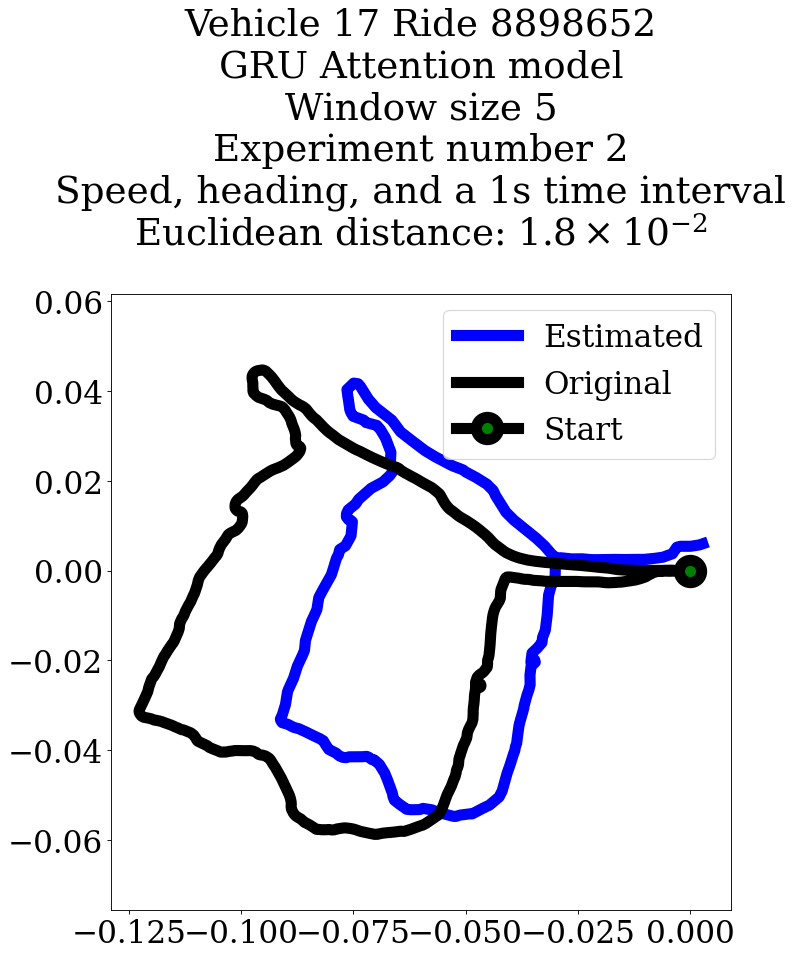 Vehicle 17 Ride 8898652
GRU Attention model
Window size 5
Experiment number 2
Speed, heading, and a 1s time interval
Euclidean distance: 1.8 × 10⁻²
Estimated
Original
Start
0.06
0.04
0.02
0.00
−0.02
−0.04
−0.06
−0.125 −0.100 −0.075 −0.050 −0.025 0.000